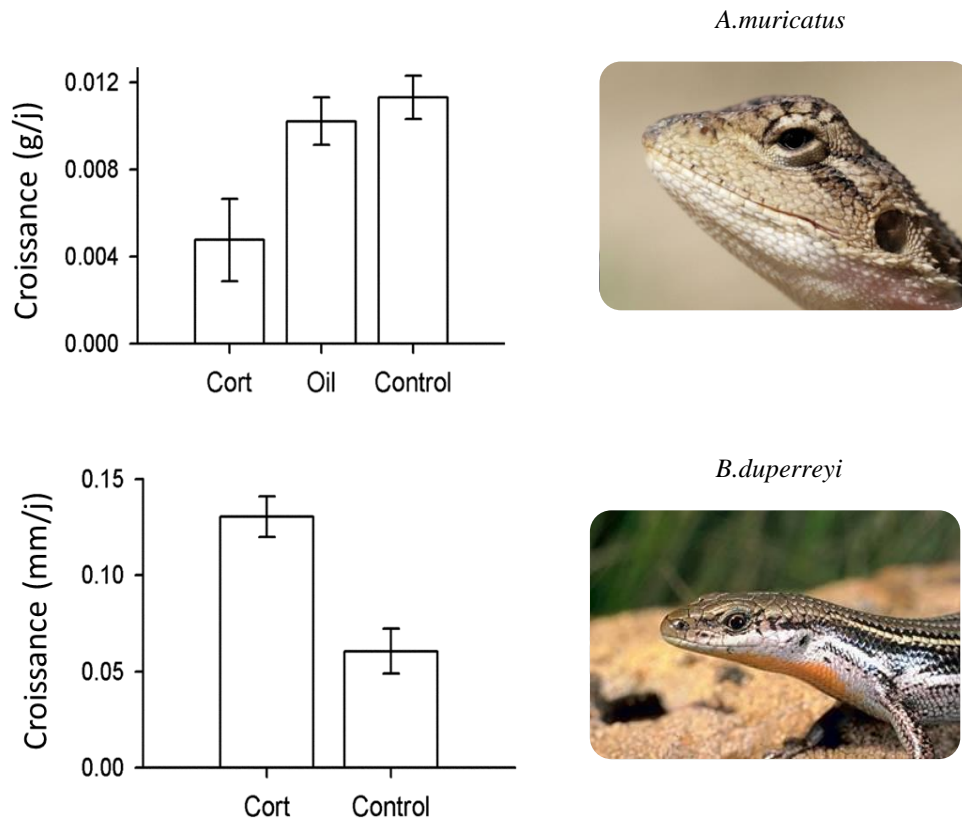 A.muricatus
Croissance (g/j)
0.012
0.008
0.004
0.000
Cort Oil Control
B.duperreyi
Croissance (mm/j)
0.15
0.10
0.05
0.00
Cort Control